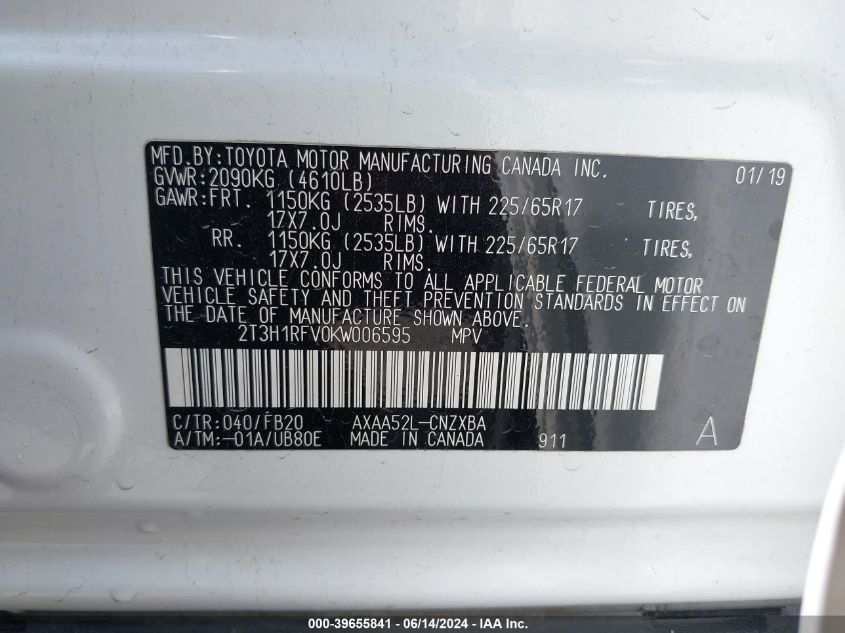 MFD.BY:TOYOTA MOTOR MANUFACTURING CANADA INC. 01/19
GVWR:2090KG (4610LB)
GAWR:FRT. 1150KG (2535LB) WITH 225/65R17 TIRES,
17X7.0J RIMS.
RR. 1150KG (2535LB) WITH 225/65R17 TIRES,
17X7.0J RIMS.
THIS VEHICLE CONFORMS TO ALL APPLICABLE FEDERAL MOTOR
VEHICLE SAFETY AND THEFT PREVENTION STANDARDS IN EFFECT ON
THE DATE OF MANUFACTURE SHOWN ABOVE.
2T3H1RFV0KW006595 MPV
C/TR:040/FB20 AXAA52L-CNZXBA
A/TM:-01A/UB80E MADE IN CANADA 911 A
000-39655841 / 06/14/2024 - IAA Inc.